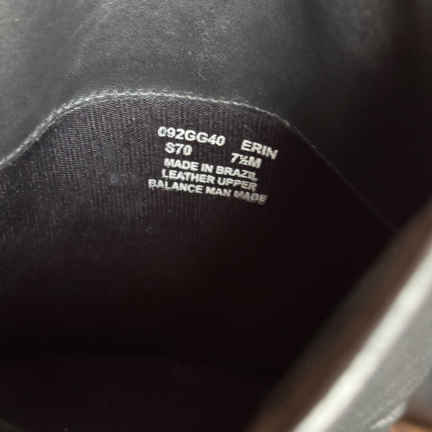 092GG40 ERIN
S70 7½M
MADE IN BRAZIL
LEATHER UPPER
BALANCE MAN MADE